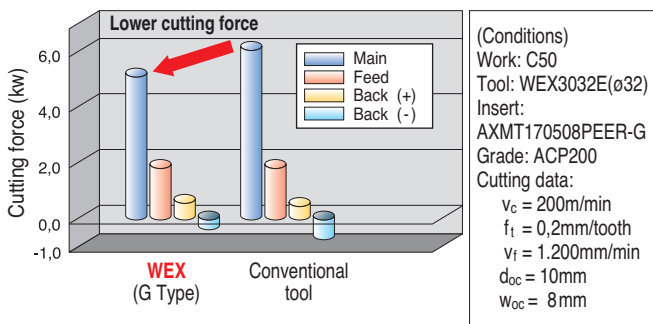 Lower cutting force
Cutting force (kw)
6,0
4,0
2,0
0,0
-1,0
Main
Feed
Back (+)
Back (-)
WEX
(G Type)
Conventional
tool
(Conditions)
Work: C50
Tool: WEX3032E(ø32)
Insert:
AXMT170508PEER-G
Grade: ACP200
Cutting data:
vc = 200m/min
ft = 0,2mm/tooth
vf = 1.200mm/min
doc = 10mm
woc = 8mm